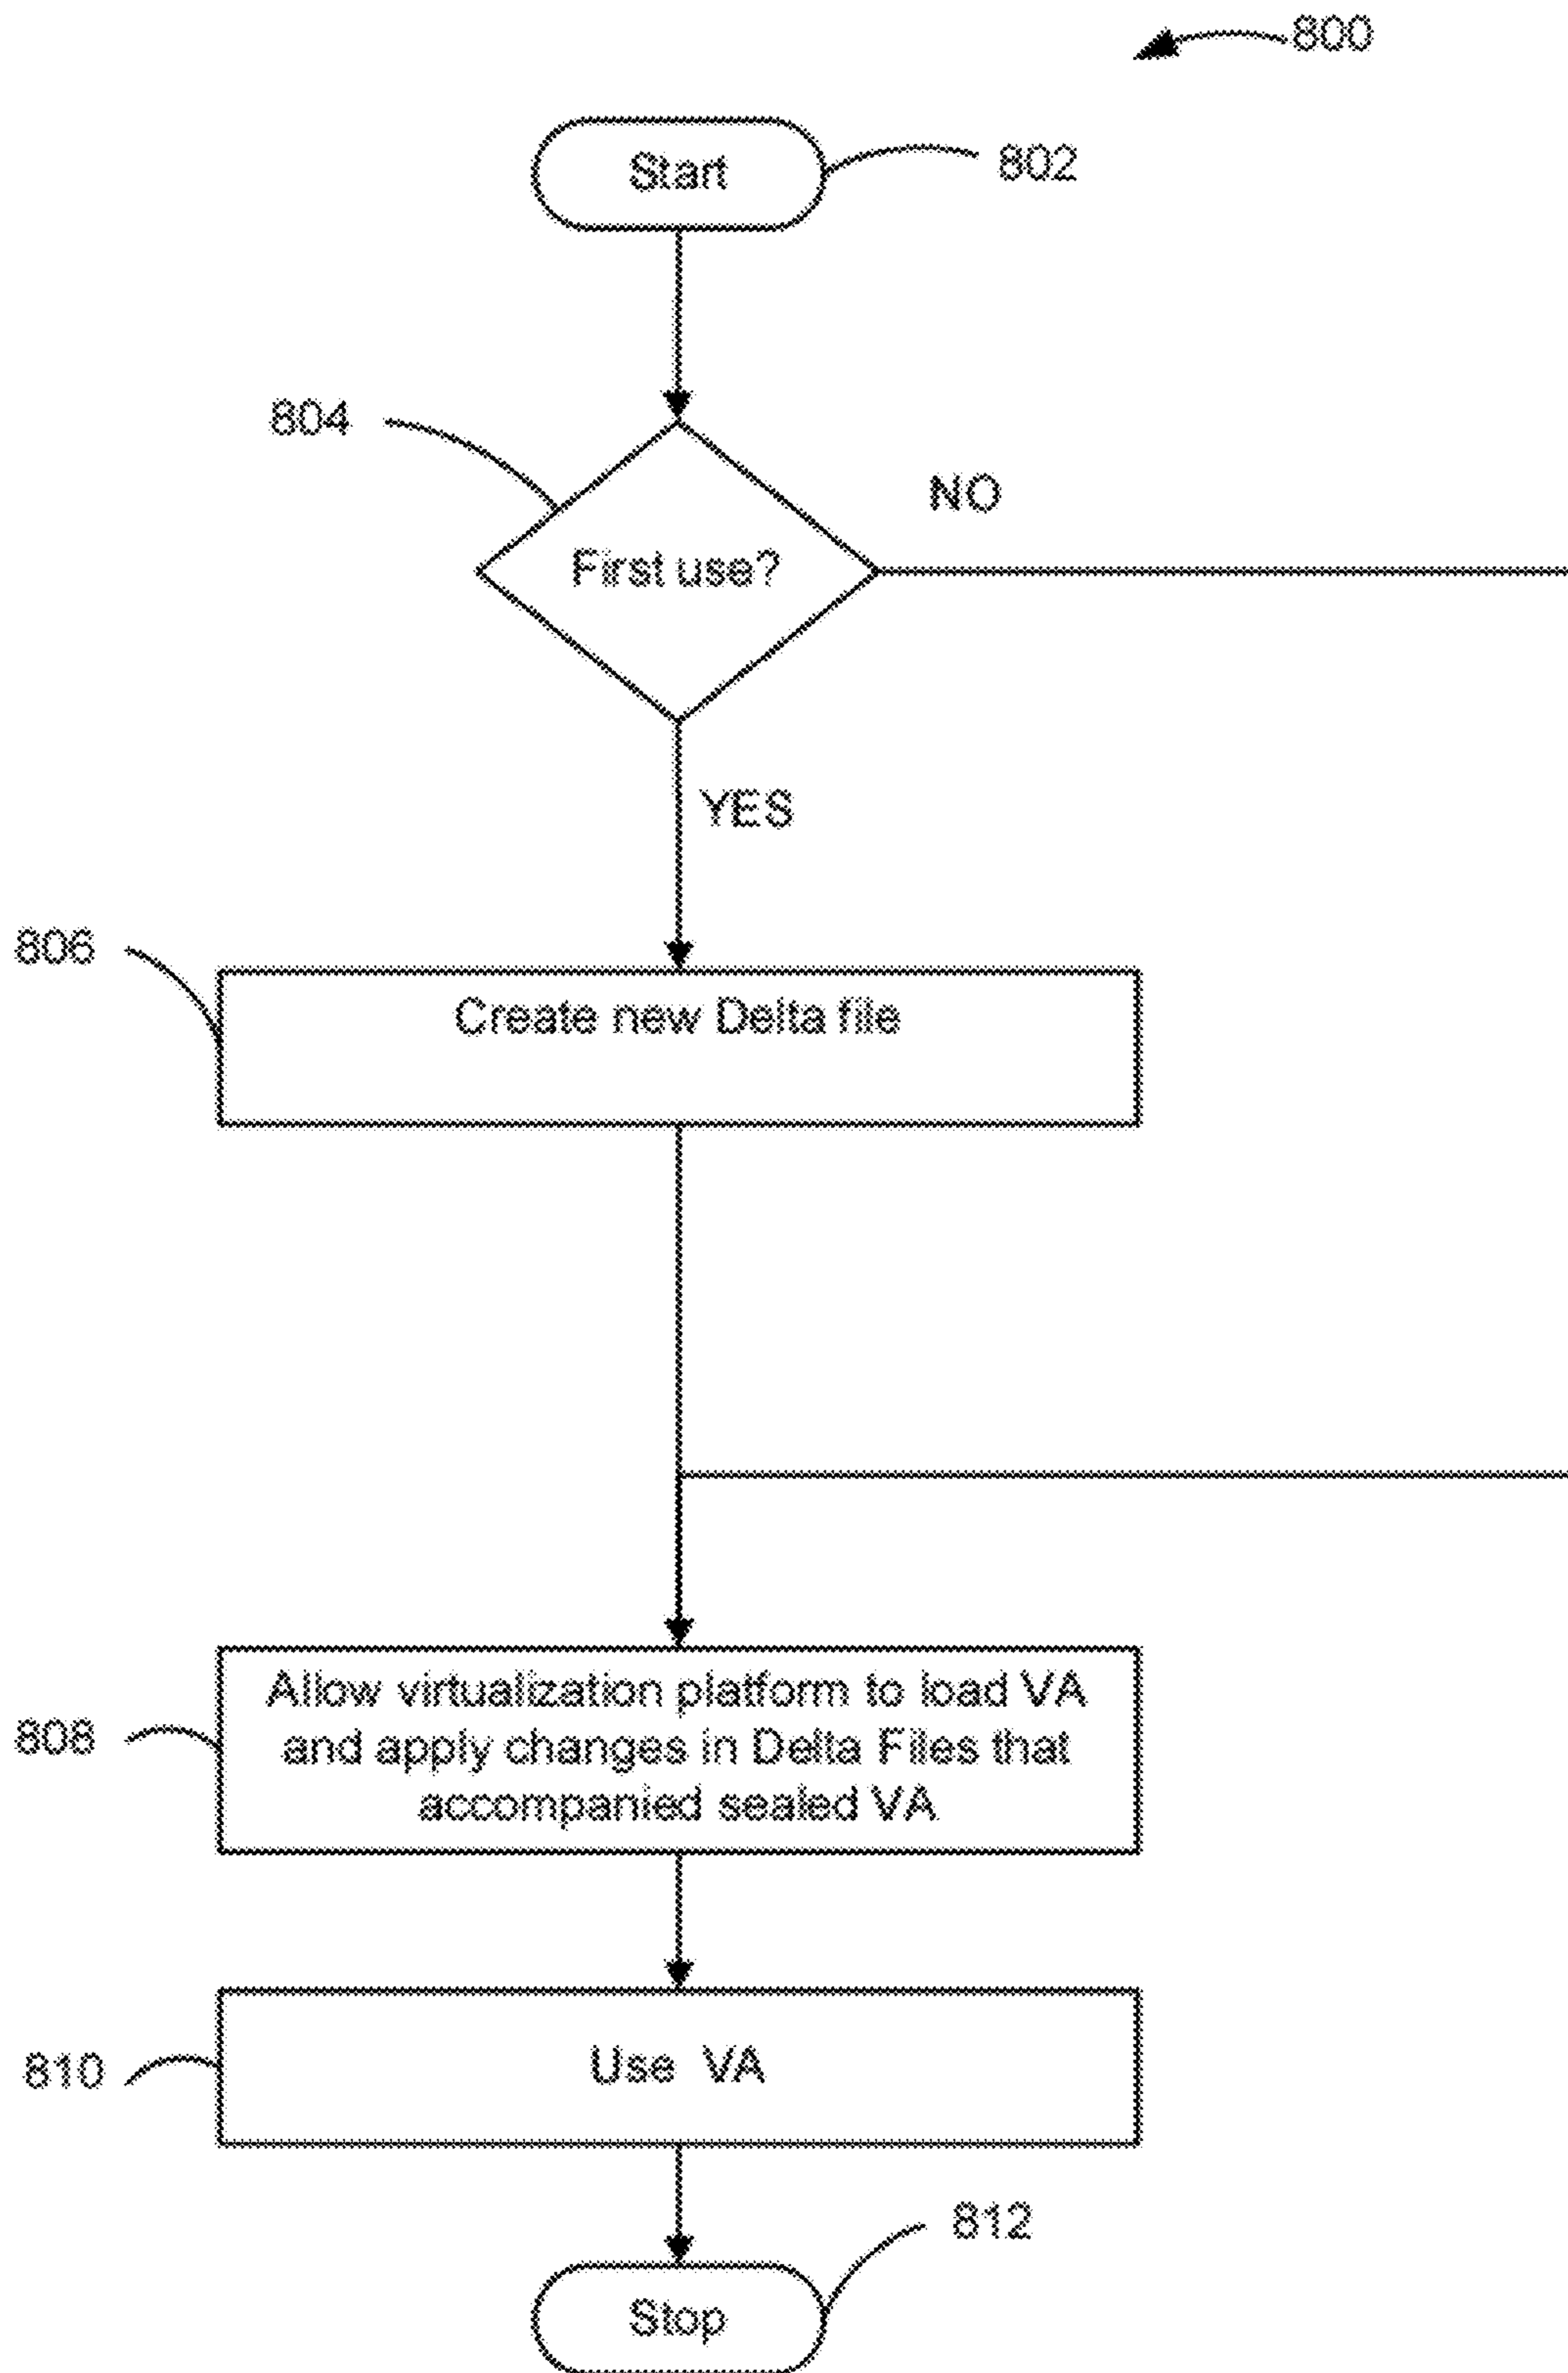 800
Start
802
804
NO
First use?
YES
806
Create new Delta file
Allow virtualization platform to load VA
808
and apply changes in Delta Files that
accompanied sealed VA
810
Use VA
812
Stop